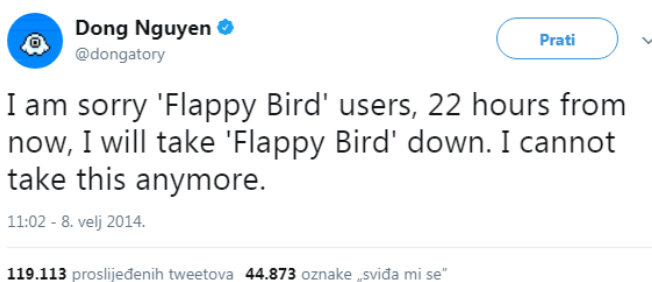 Dong Nguyen
@dongatory
Prati
I am sorry 'Flappy Bird' users, 22 hours from
now, I will take 'Flappy Bird' down. I cannot
take this anymore.
11:02 - 8. velj 2014.
119.113 proslijeđenih tweetova 44.873 oznake „sviđa mi se”